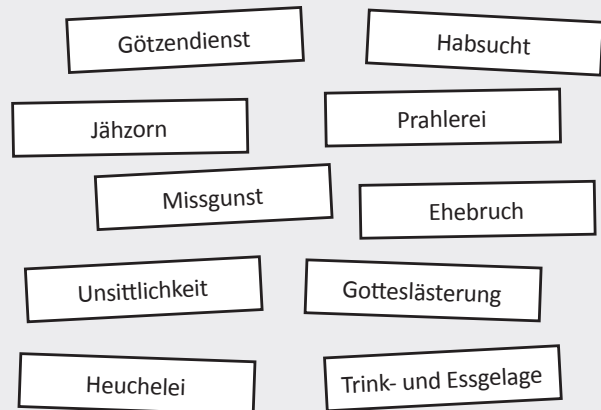 Götzendienst
Habsucht
Jähzorn
Prahlerei
Missgunst
Ehebruch
Unsittlichkeit
Gotteslästerung
Heuchelei
Trink- und Essgelage